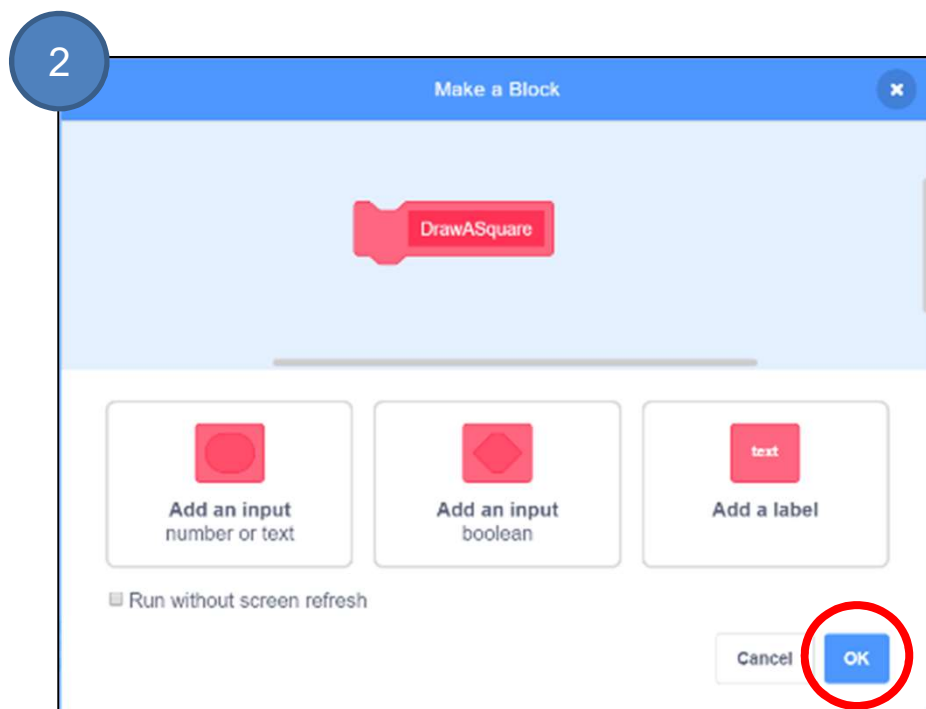 2
Make a Block
DrawASquare
text
Add an input
number or text
Add an input
boolean
Add a label
Run without screen refresh
Cancel
OK